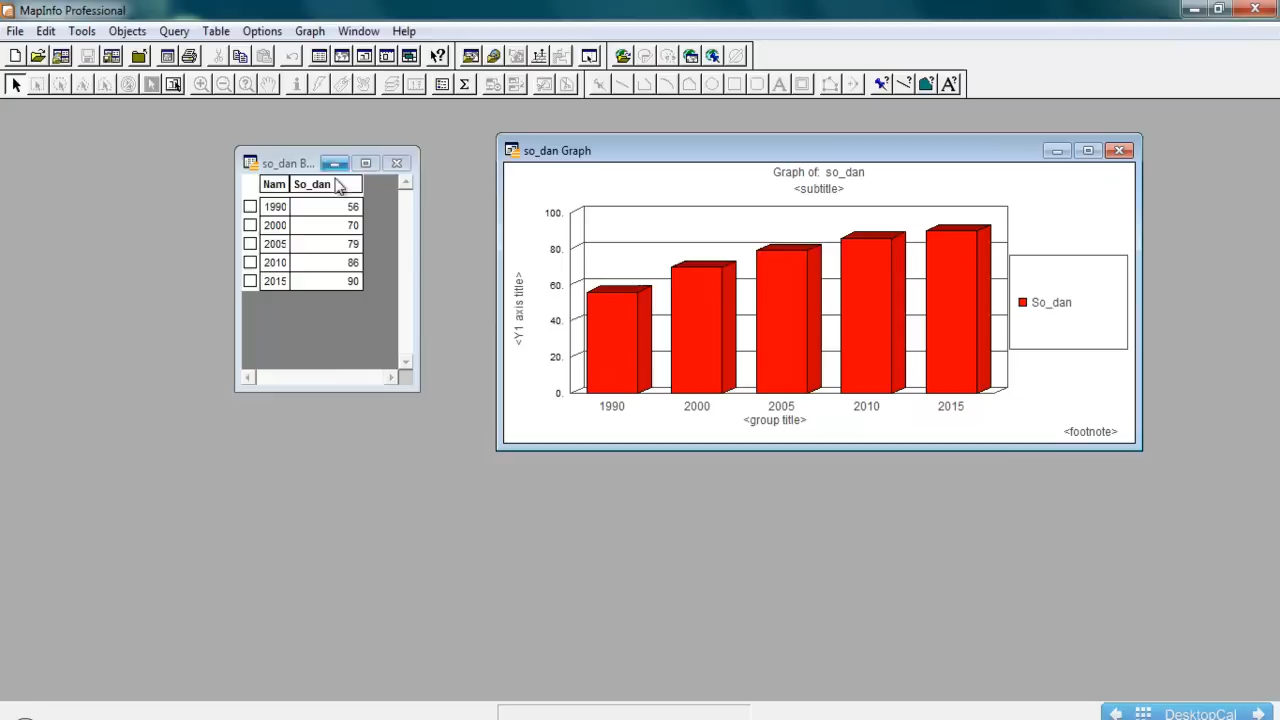 MapInfo Professional
File Edit Tools Objects Query Table Options Graph Window Help
so_dan B...
Nam So_dan
1990 56
2000 70
2005 79
2010 86
2015 90
so_dan Graph
Graph of: so_dan
<subtitle>
100.
80.
60.
40.
20.
0.
<Y1 axis title>
1990 2000 2005 2010 2015
<group title>
So_dan
<footnote>
DesktopCal